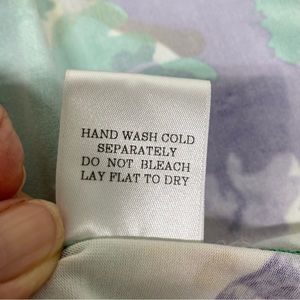 HAND WASH COLD
SEPARATELY
DO NOT BLEACH
LAY FLAT TO DRY